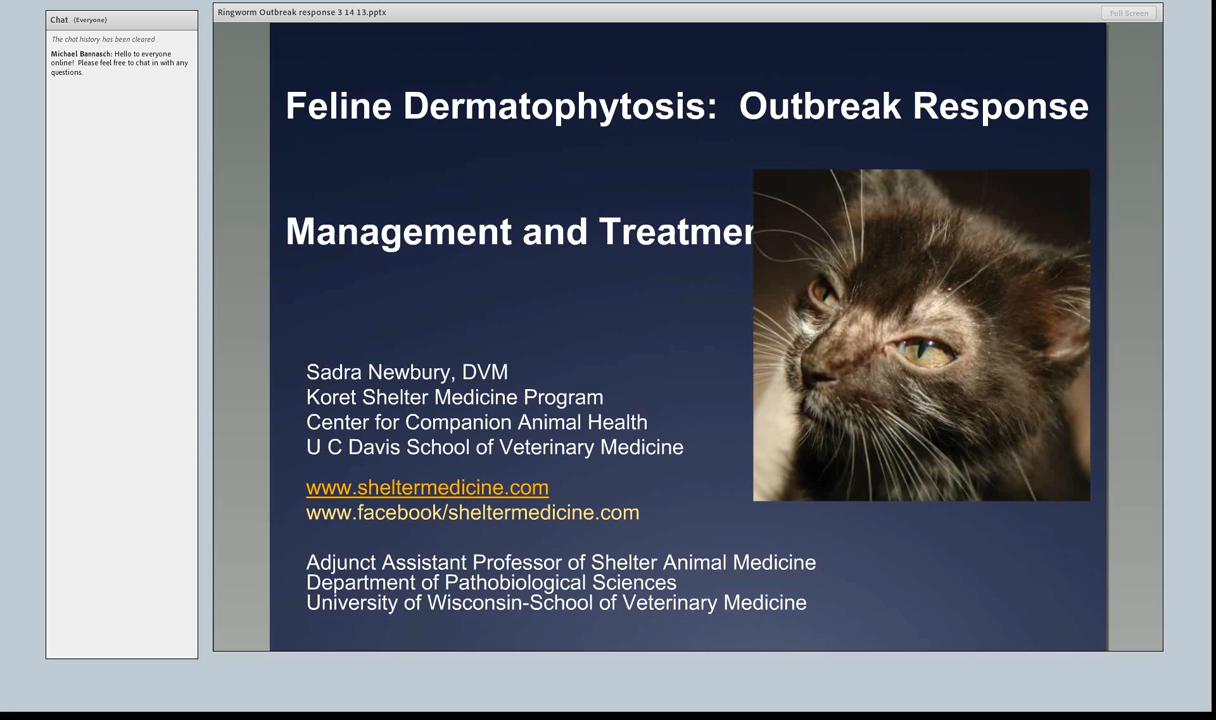 Chat (Everyone)
The chat history has been cleared
Michael Bannasch: Hello to everyone
online! Please feel free to chat in with any
questions.
Ringworm Outbreak response 3 14 13.pptx
Full Screen
Feline Dermatophytosis: Outbreak Response
Management and Treatmen
Sadra Newbury, DVM
Koret Shelter Medicine Program
Center for Companion Animal Health
U C Davis School of Veterinary Medicine
www.sheltermedicine.com
www.facebook/sheltermedicine.com
Adjunct Assistant Professor of Shelter Animal Medicine
Department of Pathobiological Sciences
University of Wisconsin-School of Veterinary Medicine